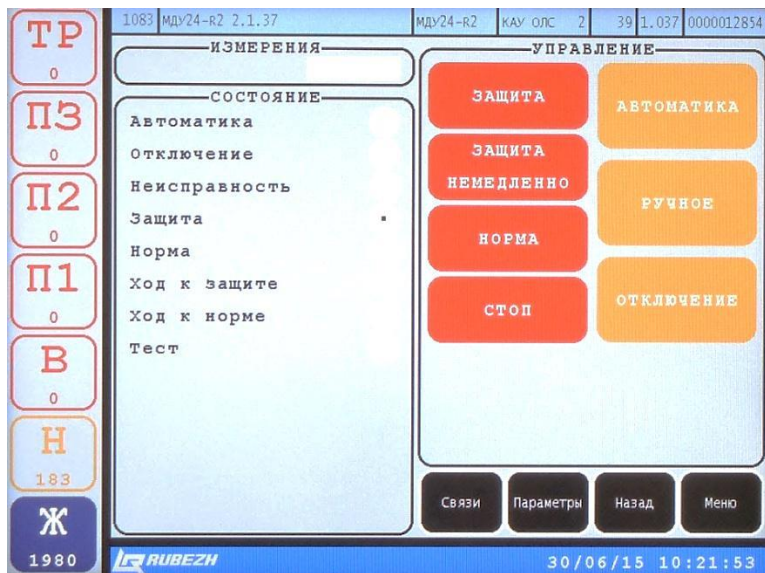 ТР
0
П3
0
П2
0
П1
0
В
0
Н
183
Ж
1980
1083 МДУ24-R2 2.1.37 МДУ24-R2 КАУ ОЛС 2 39 1.037 0000012854
ИЗМЕРЕНИЯ
СОСТОЯНИЕ
Автоматика
Отключение
Неисправность
Защита
Норма
Ход к защите
Ход к норме
Тест
УПРАВЛЕНИЕ
ЗАЩИТА
ЗАЩИТА
НЕМЕДЛЕННО
НОРМА
СТОП
АВТОМАТИКА
РУЧНОЕ
ОТКЛЮЧЕНИЕ
Связи Параметры Назад Меню
RUBEZH 30/06/15 10:21:53